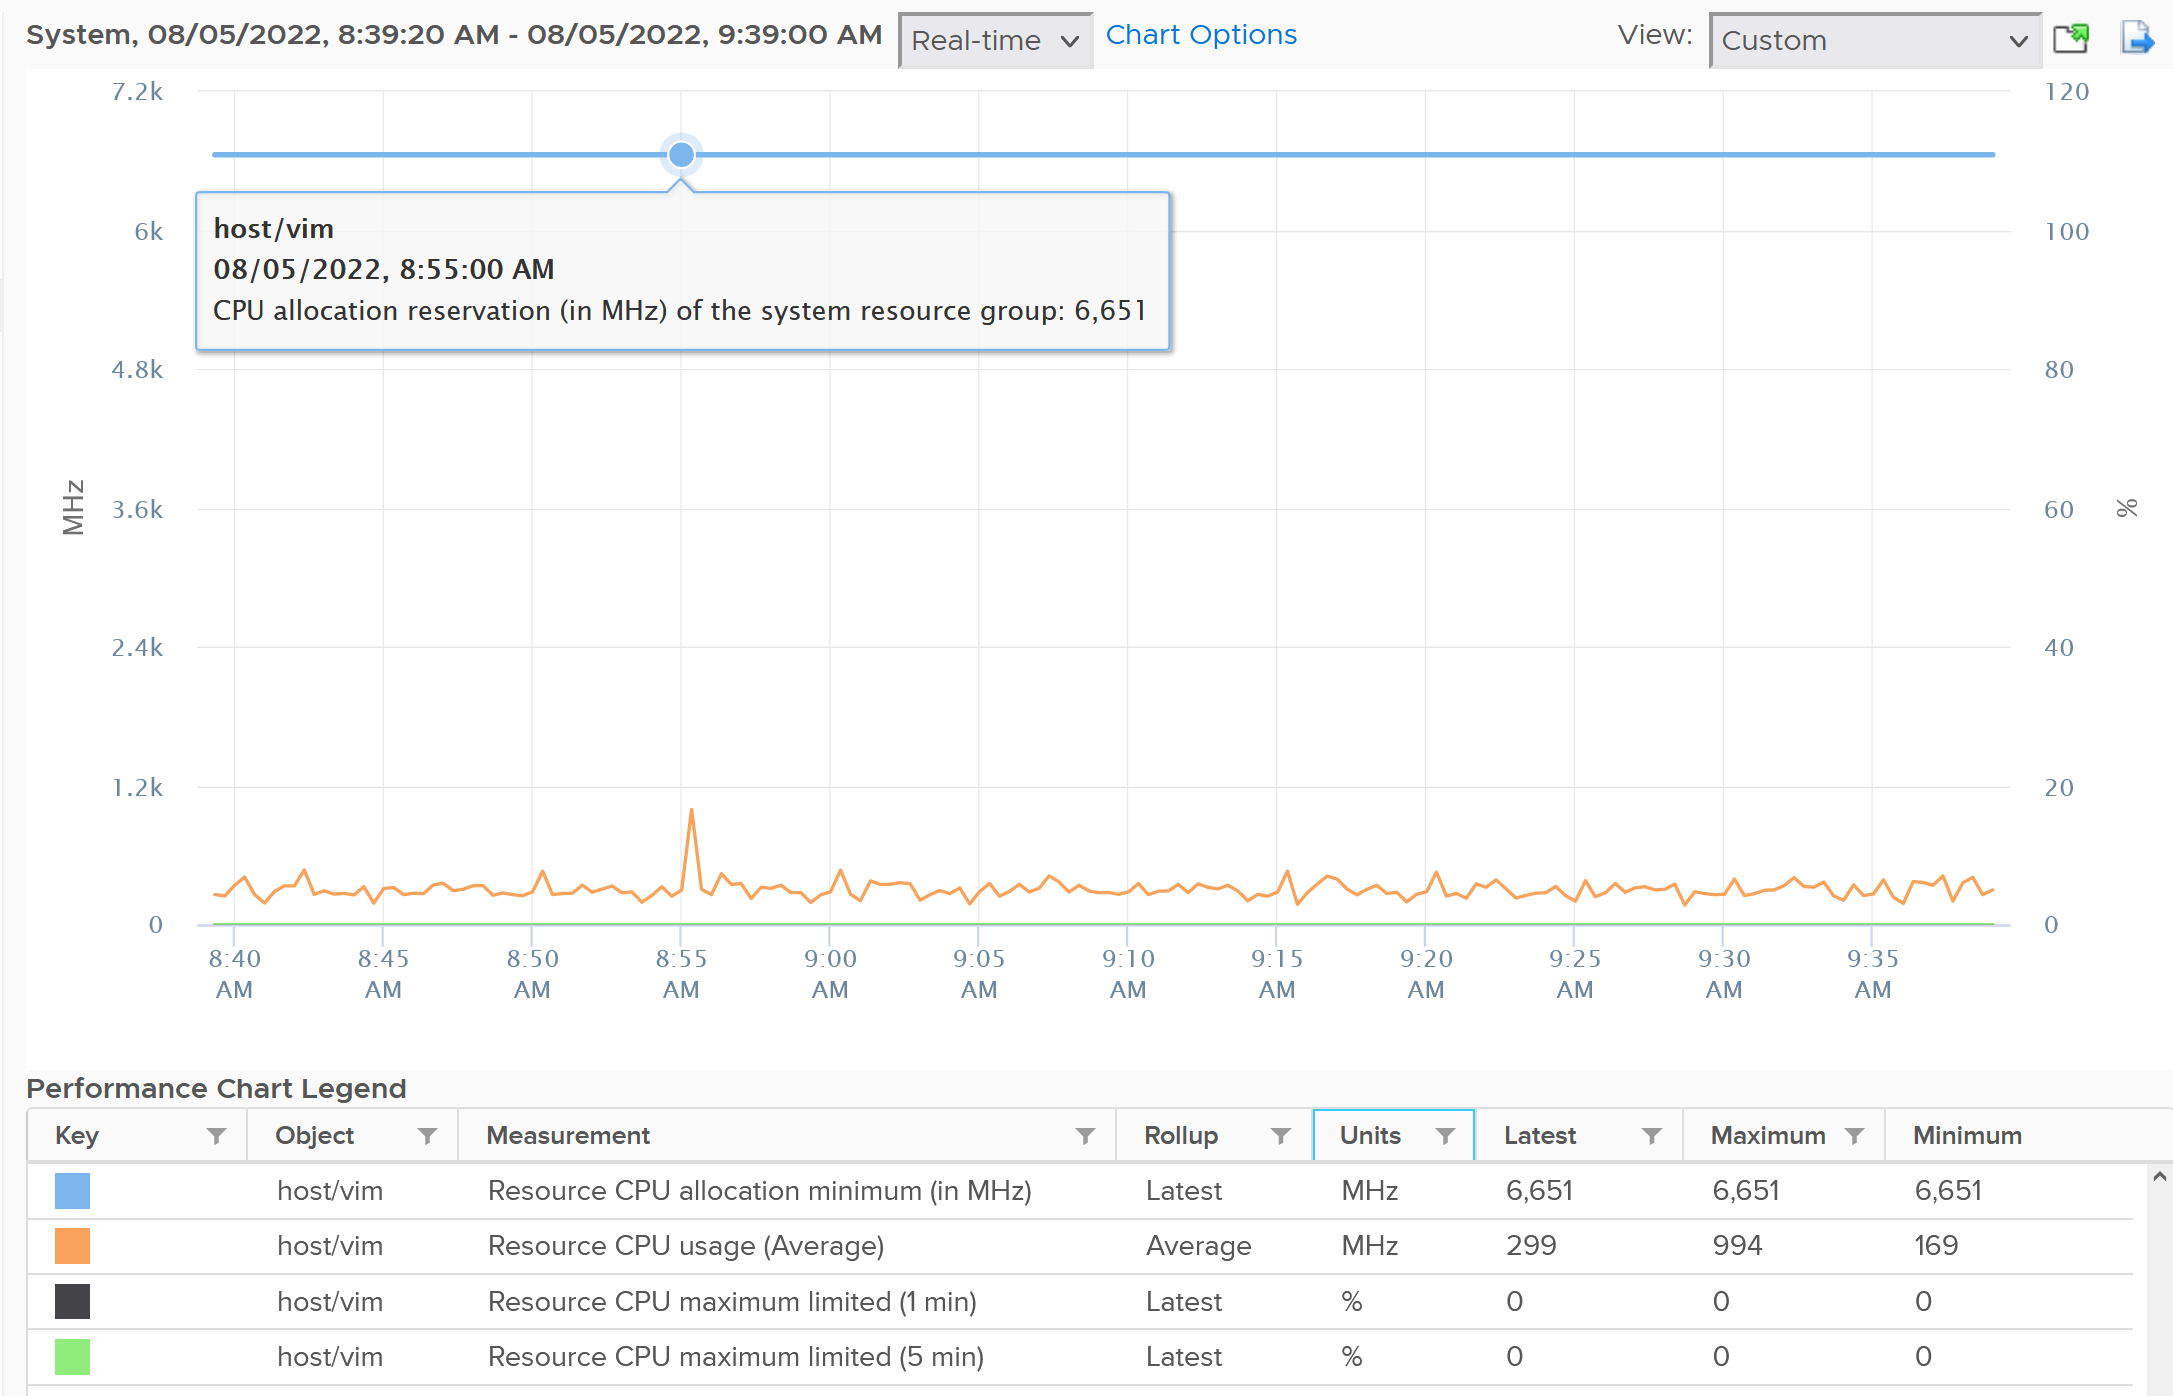 System, 08/05/2022, 8:39:20 AM - 08/05/2022, 9:39:00 AM Real-time Chart Options View: Custom
7.2k 120
host/vim
08/05/2022, 8:55:00 AM
CPU allocation reservation (in MHz) of the system resource group: 6,651
6k 100
4.8k 80
MHz 3.6k 60 %
2.4k 40
1.2k 20
0 0
8:40 AM 8:45 AM 8:50 AM 8:55 AM 9:00 AM 9:05 AM 9:10 AM 9:15 AM 9:20 AM 9:25 AM 9:30 AM 9:35 AM
Performance Chart Legend
Key Object Measurement Rollup Units Latest Maximum Minimum
host/vim Resource CPU allocation minimum (in MHz) Latest MHz 6,651 6,651 6,651
host/vim Resource CPU usage (Average) Average MHz 299 994 169
host/vim Resource CPU maximum limited (1 min) Latest % 0 0 0
host/vim Resource CPU maximum limited (5 min) Latest % 0 0 0